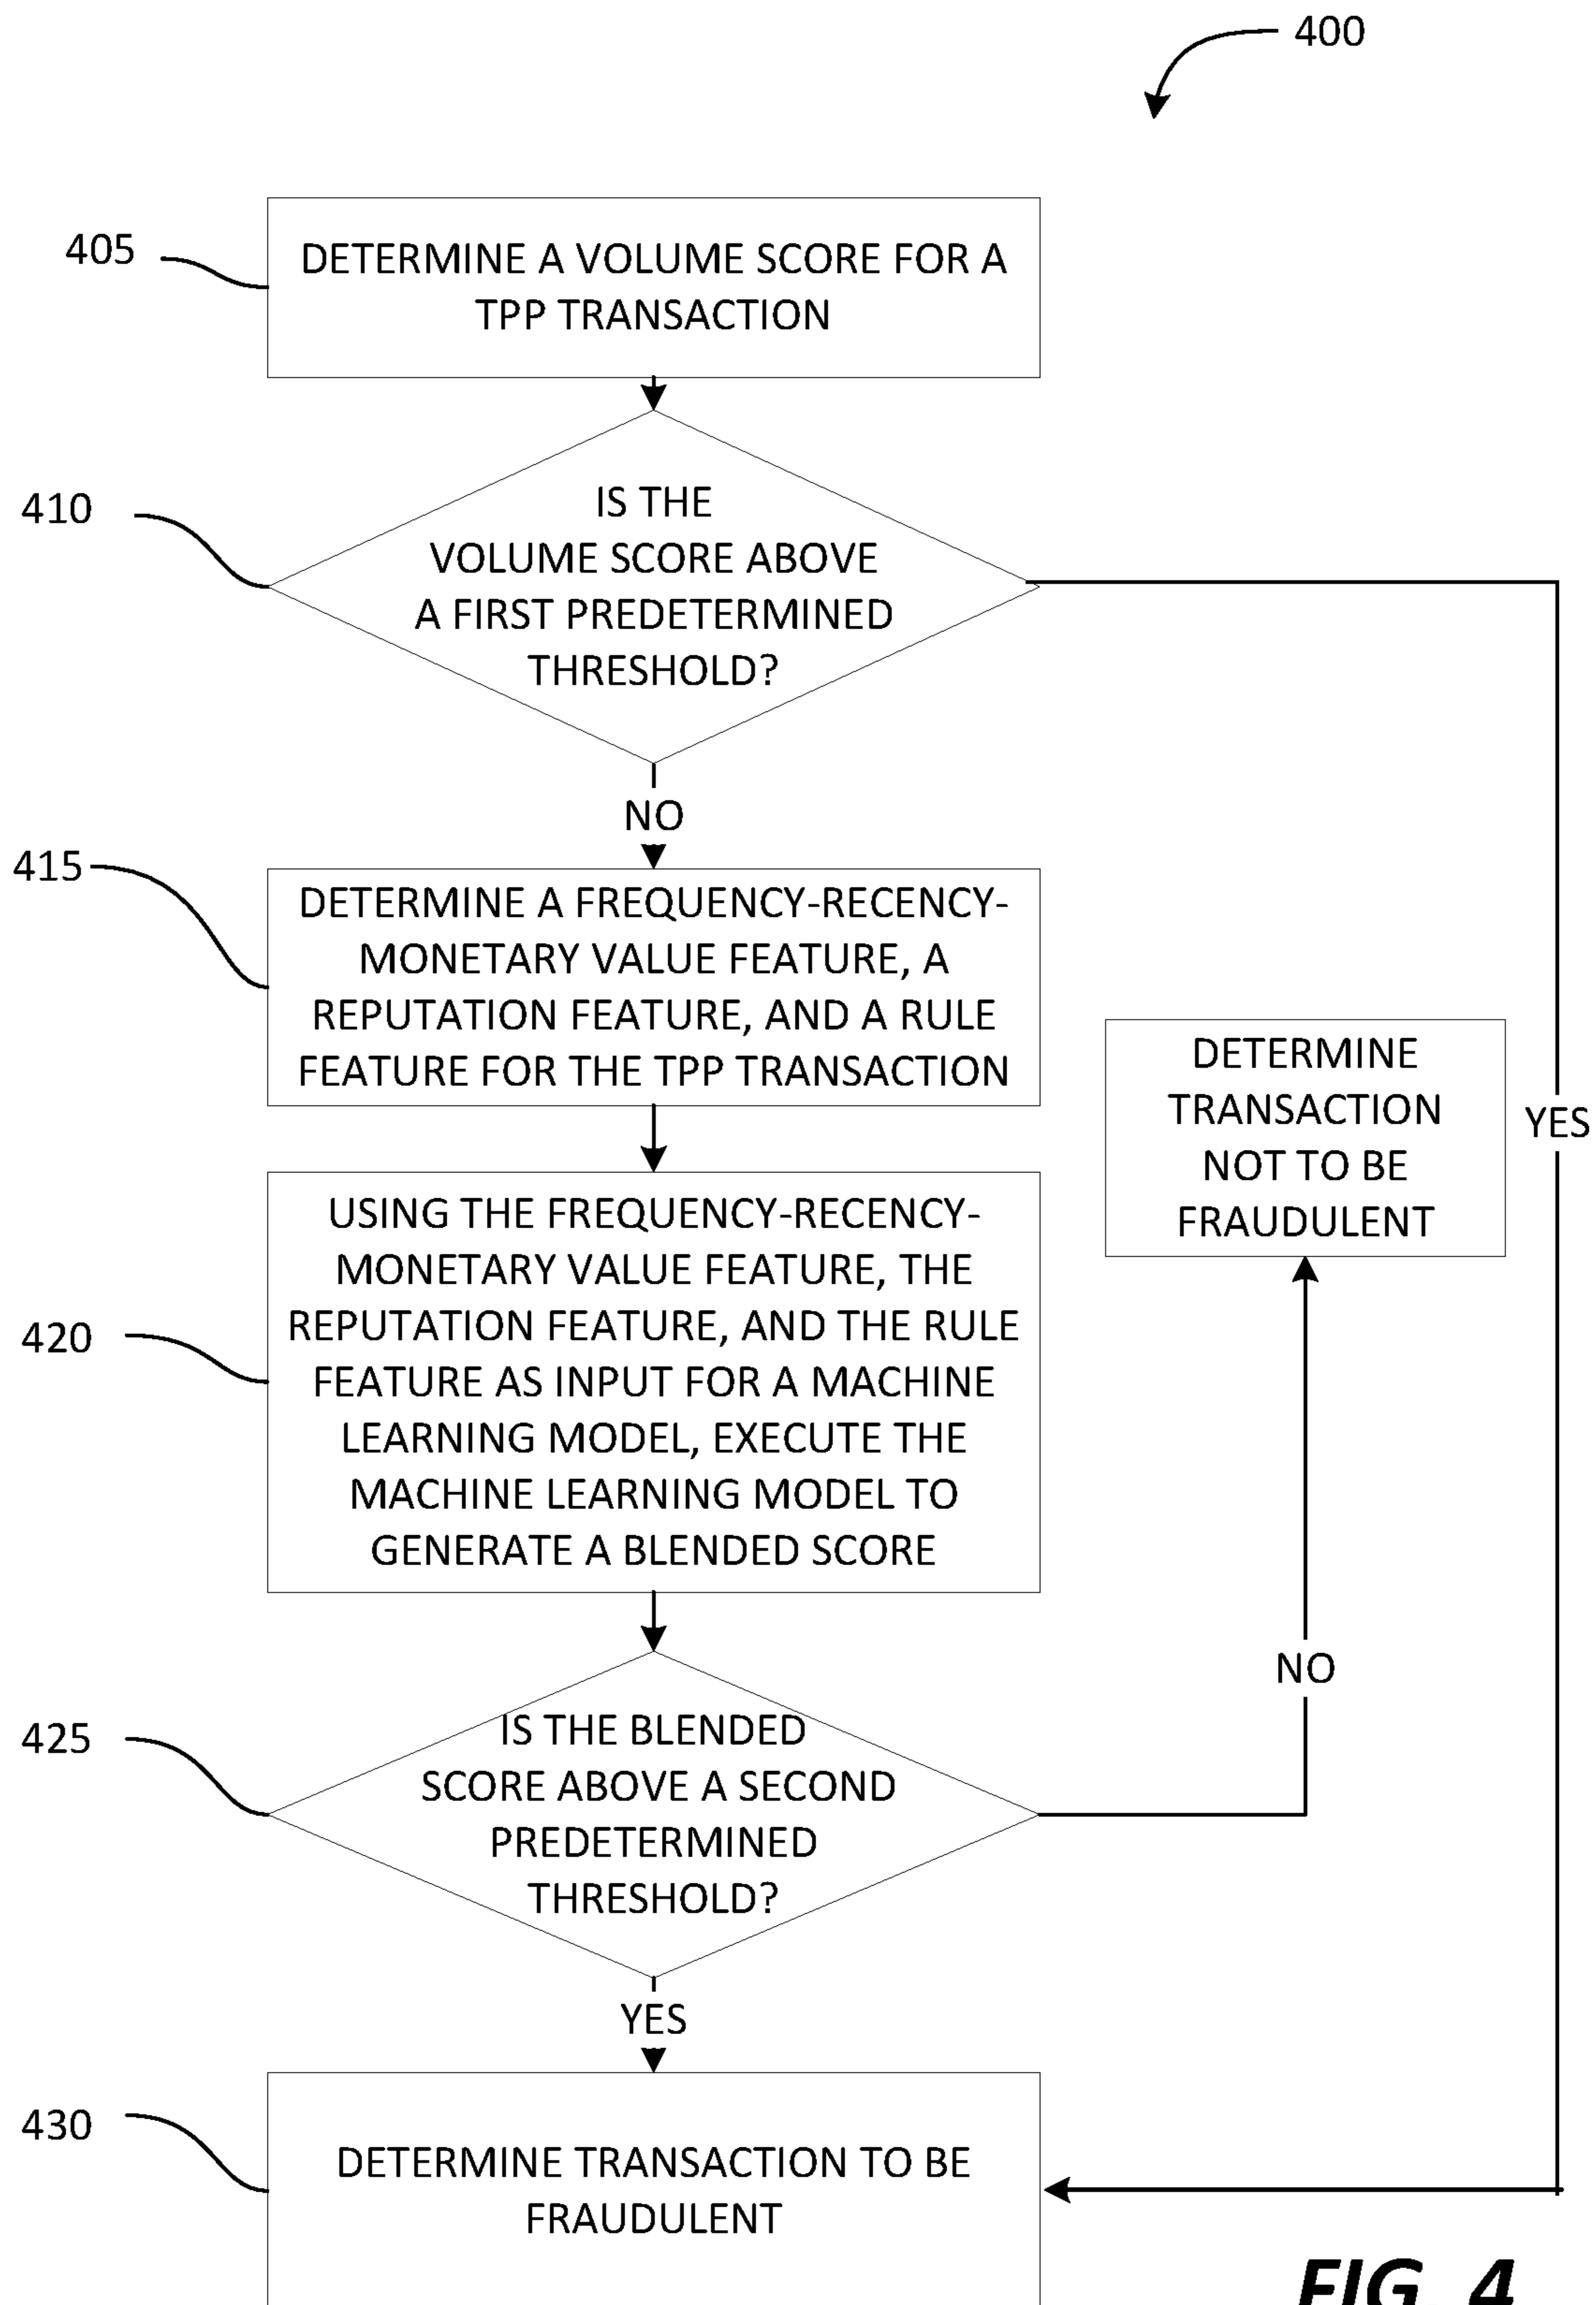 400
405
DETERMINE A VOLUME SCORE FOR A
TPP TRANSACTION
410
IS THE
VOLUME SCORE ABOVE
A FIRST PREDETERMINED
THRESHOLD?
NO
415
DETERMINE A FREQUENCY-RECENCY-
MONETARY VALUE FEATURE, A
REPUTATION FEATURE, AND A RULE
FEATURE FOR THE TPP TRANSACTION
DETERMINE
TRANSACTION
NOT TO BE
FRAUDULENT
YES
420
USING THE FREQUENCY-RECENCY-
MONETARY VALUE FEATURE, THE
REPUTATION FEATURE, AND THE RULE
FEATURE AS INPUT FOR A MACHINE
LEARNING MODEL, EXECUTE THE
MACHINE LEARNING MODEL TO
GENERATE A BLENDED SCORE
NO
425
IS THE BLENDED
SCORE ABOVE A SECOND
PREDETERMINED
THRESHOLD?
YES
430
DETERMINE TRANSACTION TO BE
FRAUDULENT
FIG. 4